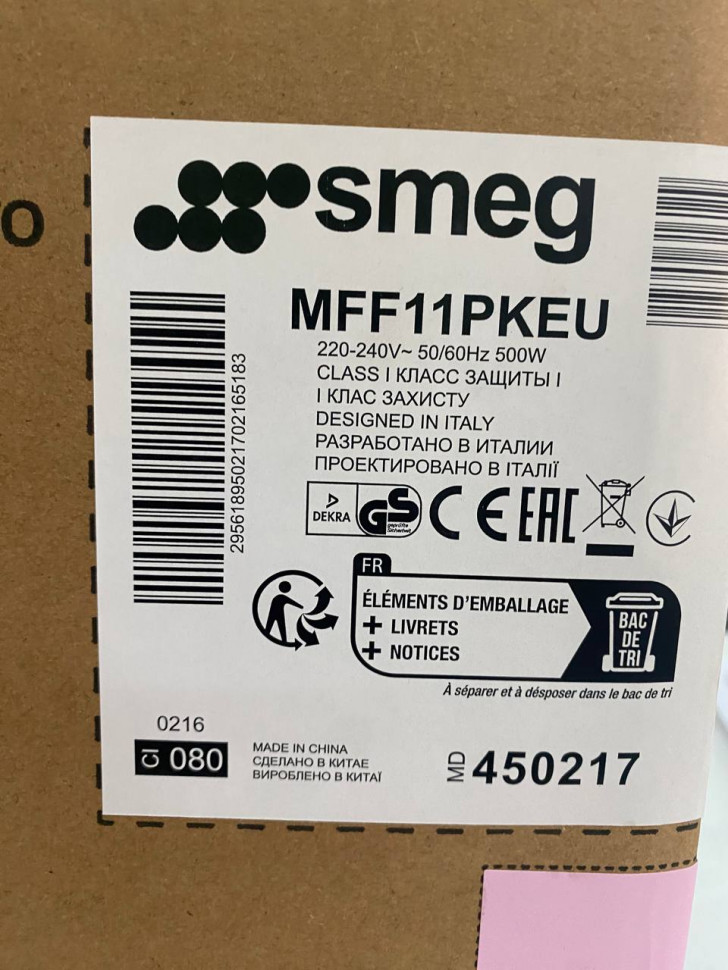 smeg
MFF11PKEU
220-240V~ 50/60Hz 500W
CLASS I КЛАСС ЗАЩИТЫ I
I КЛАС ЗАХИСТУ
DESIGNED IN ITALY
РАЗРАБОТАНО В ИТАЛИИ
ПРОЕКТИРОВАНО В ІТАЛІЇ
29561895021702165183
DEKRA GS geprüfte Sicherheit CE EAC
FR
ÉLÉMENTS D'EMBALLAGE
+ LIVRETS
+ NOTICES
BAC
DE
TRI
À séparer et à désposer dans le bac de tri
0216
CI 080
MADE IN CHINA
СДЕЛАНО В КИТАЕ
ВИРОБЛЕНО В КИТАЇ
MD 450217